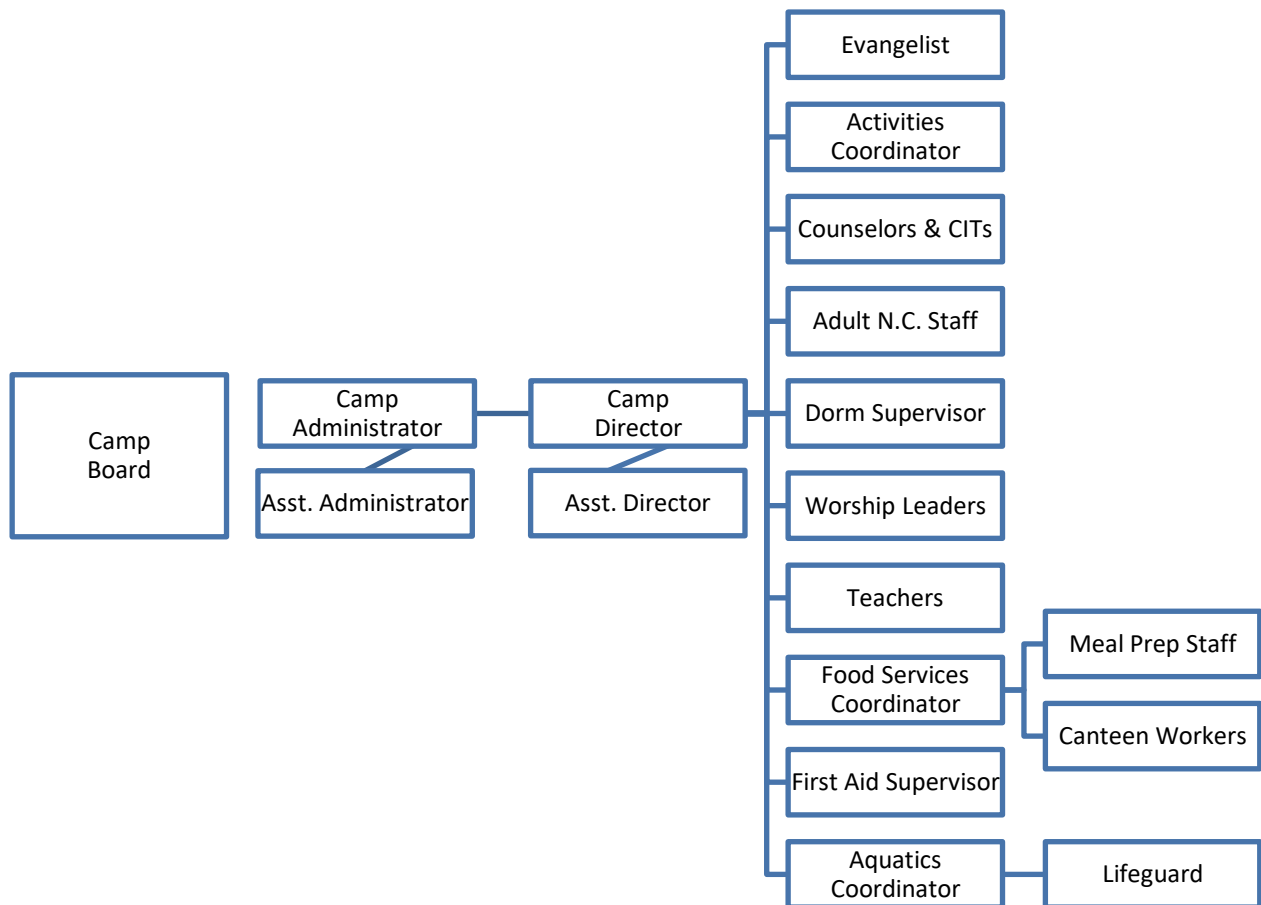 Camp
Board
Camp
Administrator
Asst. Administrator
Camp
Director
Asst. Director
Evangelist
Activities
Coordinator
Counselors & CITs
Adult N.C. Staff
Dorm Supervisor
Worship Leaders
Teachers
Food Services
Coordinator
Meal Prep Staff
Canteen Workers
First Aid Supervisor
Aquatics
Coordinator
Lifeguard